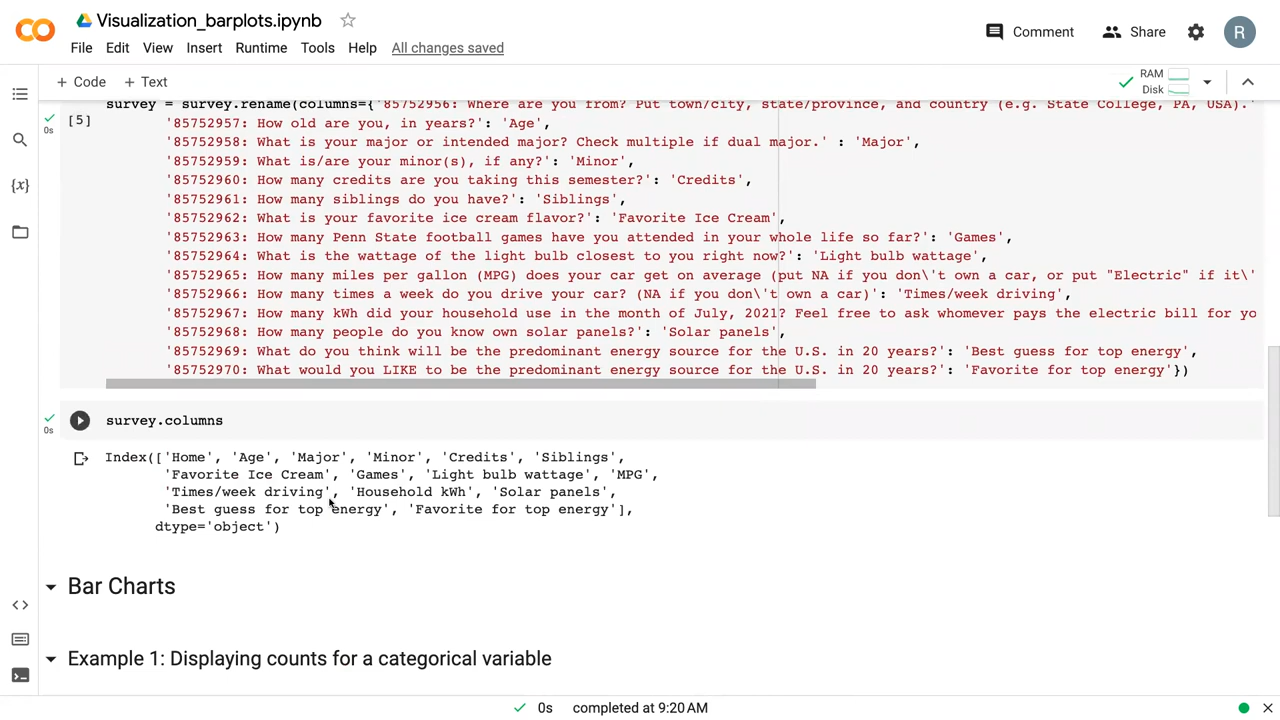 Visualization_barplots.ipynb
File Edit View Insert Runtime Tools Help All changes saved
Comment Share R
+ Code + Text
RAM
Disk
survey = survey.rename(columns={'85752956: Where are you from? Put town/city, state/province, and country (e.g. State College, PA, USA).'
[5]
0s
'85752957: How old are you, in years?': 'Age',
'85752958: What is your major or intended major? Check multiple if dual major.' : 'Major',
'85752959: What is/are your minor(s), if any?': 'Minor',
'85752960: How many credits are you taking this semester?': 'Credits',
'85752961: How many siblings do you have?': 'Siblings',
'85752962: What is your favorite ice cream flavor?': 'Favorite Ice Cream',
'85752963: How many Penn State football games have you attended in your whole life so far?': 'Games',
'85752964: What is the wattage of the light bulb closest to you right now?': 'Light bulb wattage',
'85752965: How many miles per gallon (MPG) does your car get on average (put NA if you don\'t own a car, or put "Electric" if it\'
'85752966: How many times a week do you drive your car? (NA if you don\'t own a car)': 'Times/week driving',
'85752967: How many kWh did your household use in the month of July, 2021? Feel free to ask whomever pays the electric bill for yo
'85752968: How many people do you know own solar panels?': 'Solar panels',
'85752969: What do you think will be the predominant energy source for the U.S. in 20 years?': 'Best guess for top energy',
'85752970: What would you LIKE to be the predominant energy source for the U.S. in 20 years?': 'Favorite for top energy'})
0s
survey.columns
Index(['Home', 'Age', 'Major', 'Minor', 'Credits', 'Siblings',
'Favorite Ice Cream', 'Games', 'Light bulb wattage', 'MPG',
'Times/week driving', 'Household kWh', 'Solar panels',
'Best guess for top energy', 'Favorite for top energy'],
dtype='object')
Bar Charts
Example 1: Displaying counts for a categorical variable
0s completed at 9:20 AM